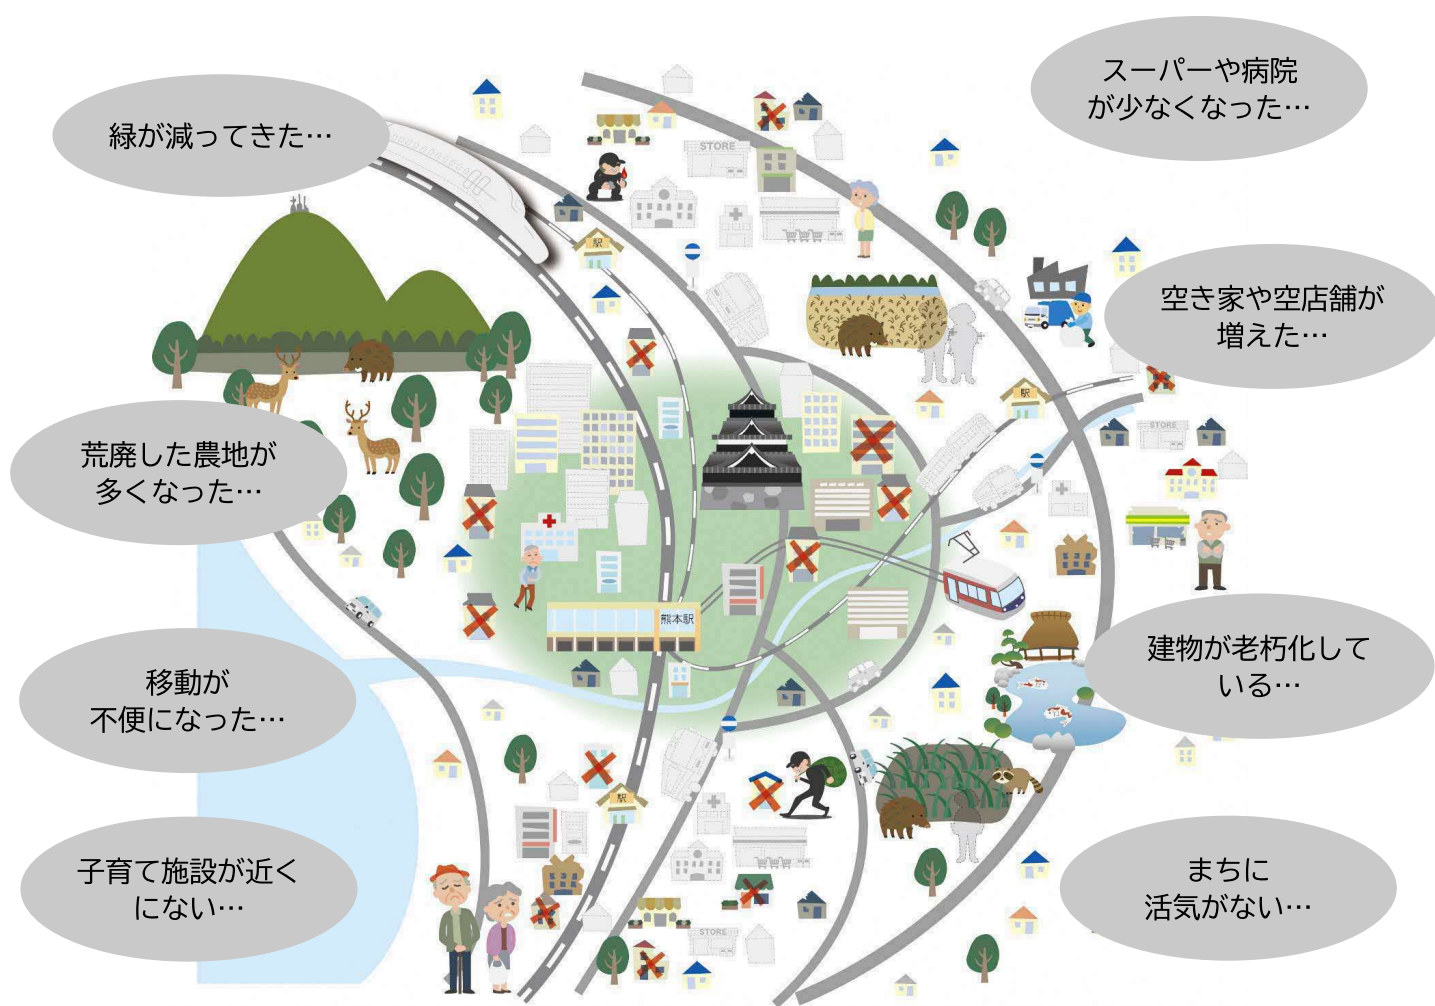 スーパーや病院
が少なくなった…
緑が減ってきた…
STORE
駅
空き家や空店舗が
増えた…
駅
STORE
荒廃した農地が
多くなった…
熊本駅
建物が老朽化して
いる…
移動が
不便になった…
駅
子育て施設が近く
にない…
まちに
活気がない…
STORE